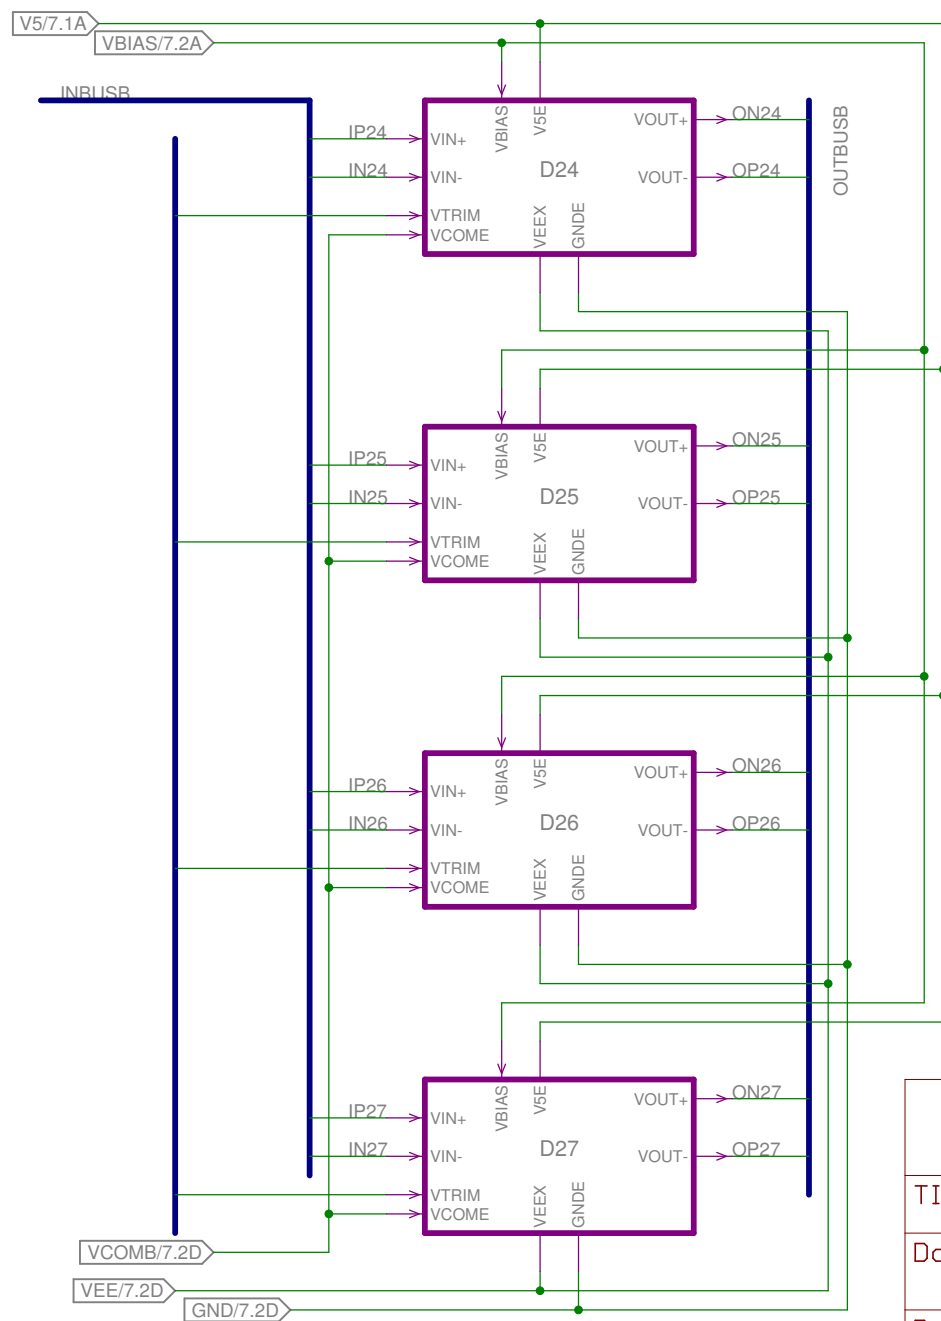 V5/7.1A
VBIAS/7.2A
INBUSB
OUTBUSB
IP24
IN24
VIN+
VIN-
VTRIM
VCOME
VBIAS
V5E
D24
VEEX
GNDE
VOUT+
VOUT-
ON24
OP24
IP25
IN25
VIN+
VIN-
VTRIM
VCOME
VBIAS
V5E
D25
VEEX
GNDE
VOUT+
VOUT-
ON25
OP25
IP26
IN26
VIN+
VIN-
VTRIM
VCOME
VBIAS
V5E
D26
VEEX
GNDE
VOUT+
VOUT-
ON26
OP26
IP27
IN27
VIN+
VIN-
VTRIM
VCOME
VBIAS
V5E
D27
VEEX
GNDE
VOUT+
VOUT-
ON27
OP27
VCOMB/7.2D
VEE/7.2D
GND/7.2D
TI